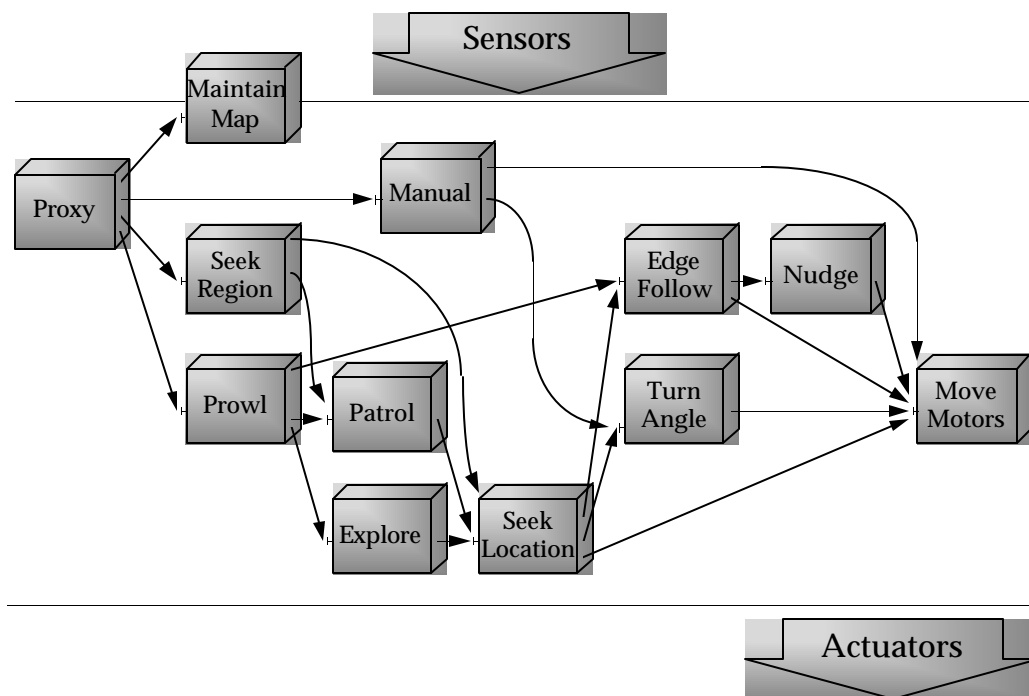 Sensors
Maintain
Map
Proxy
Manual
Seek
Region
Edge
Follow
Nudge
Prowl
Patrol
Turn
Angle
Move
Motors
Explore
Seek
Location
Actuators